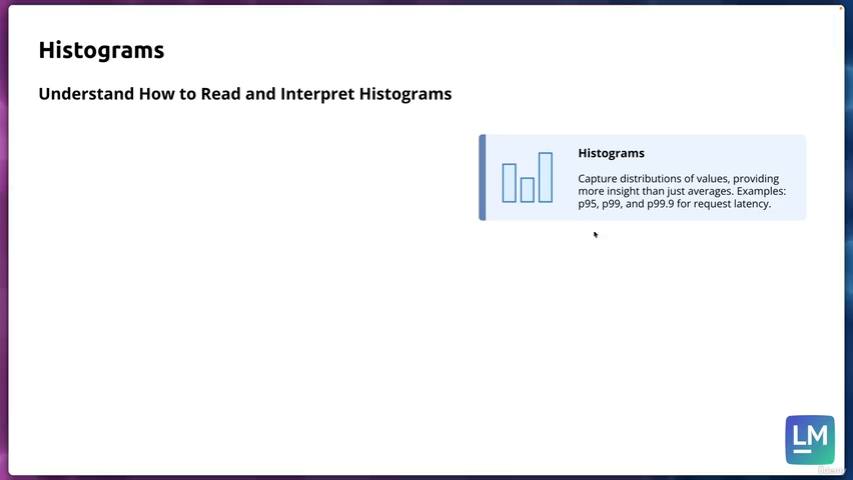 Histograms
Understand How to Read and Interpret Histograms
Histograms
Capture distributions of values, providing
more insight than just averages. Examples:
p95, p99, and p99.9 for request latency.
LM
Udemy